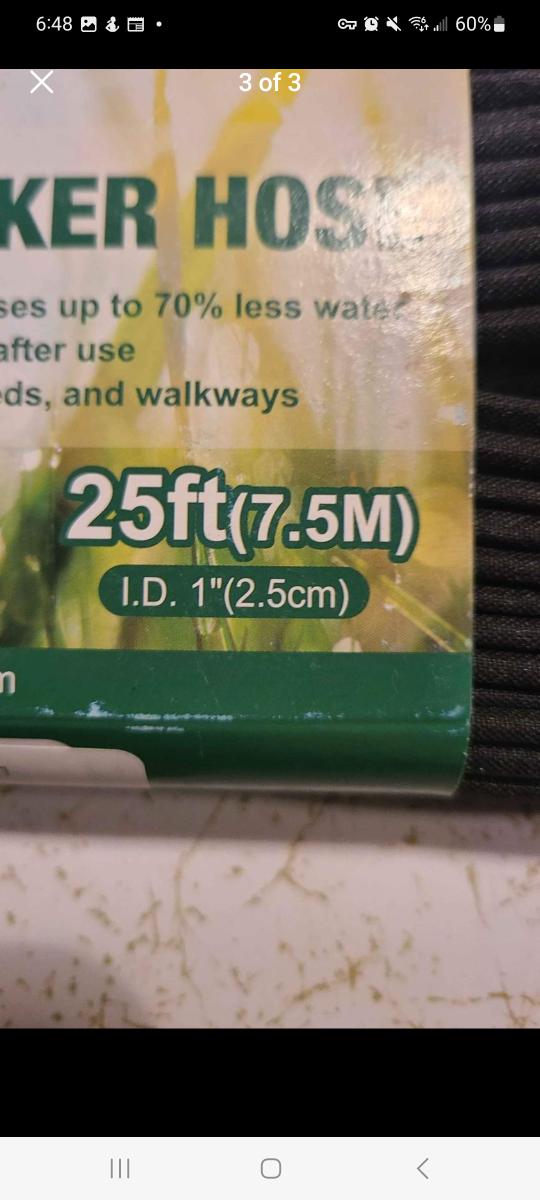 6:48
60%
3 of 3
KER HOS
ses up to 70% less water
after use
eds, and walkways
25ft(7.5M)
I.D. 1"(2.5cm)
m